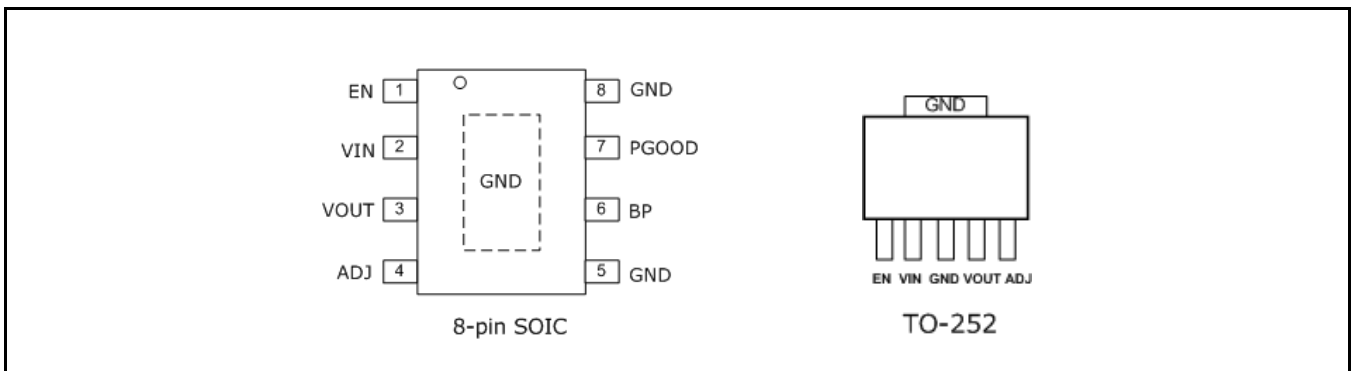 EN 1
8 GND
VIN 2
7 PGOOD
GND
VOUT 3
6 BP
ADJ 4
5 GND
8-pin SOIC
GND
EN VIN GND VOUT ADJ
TO-252